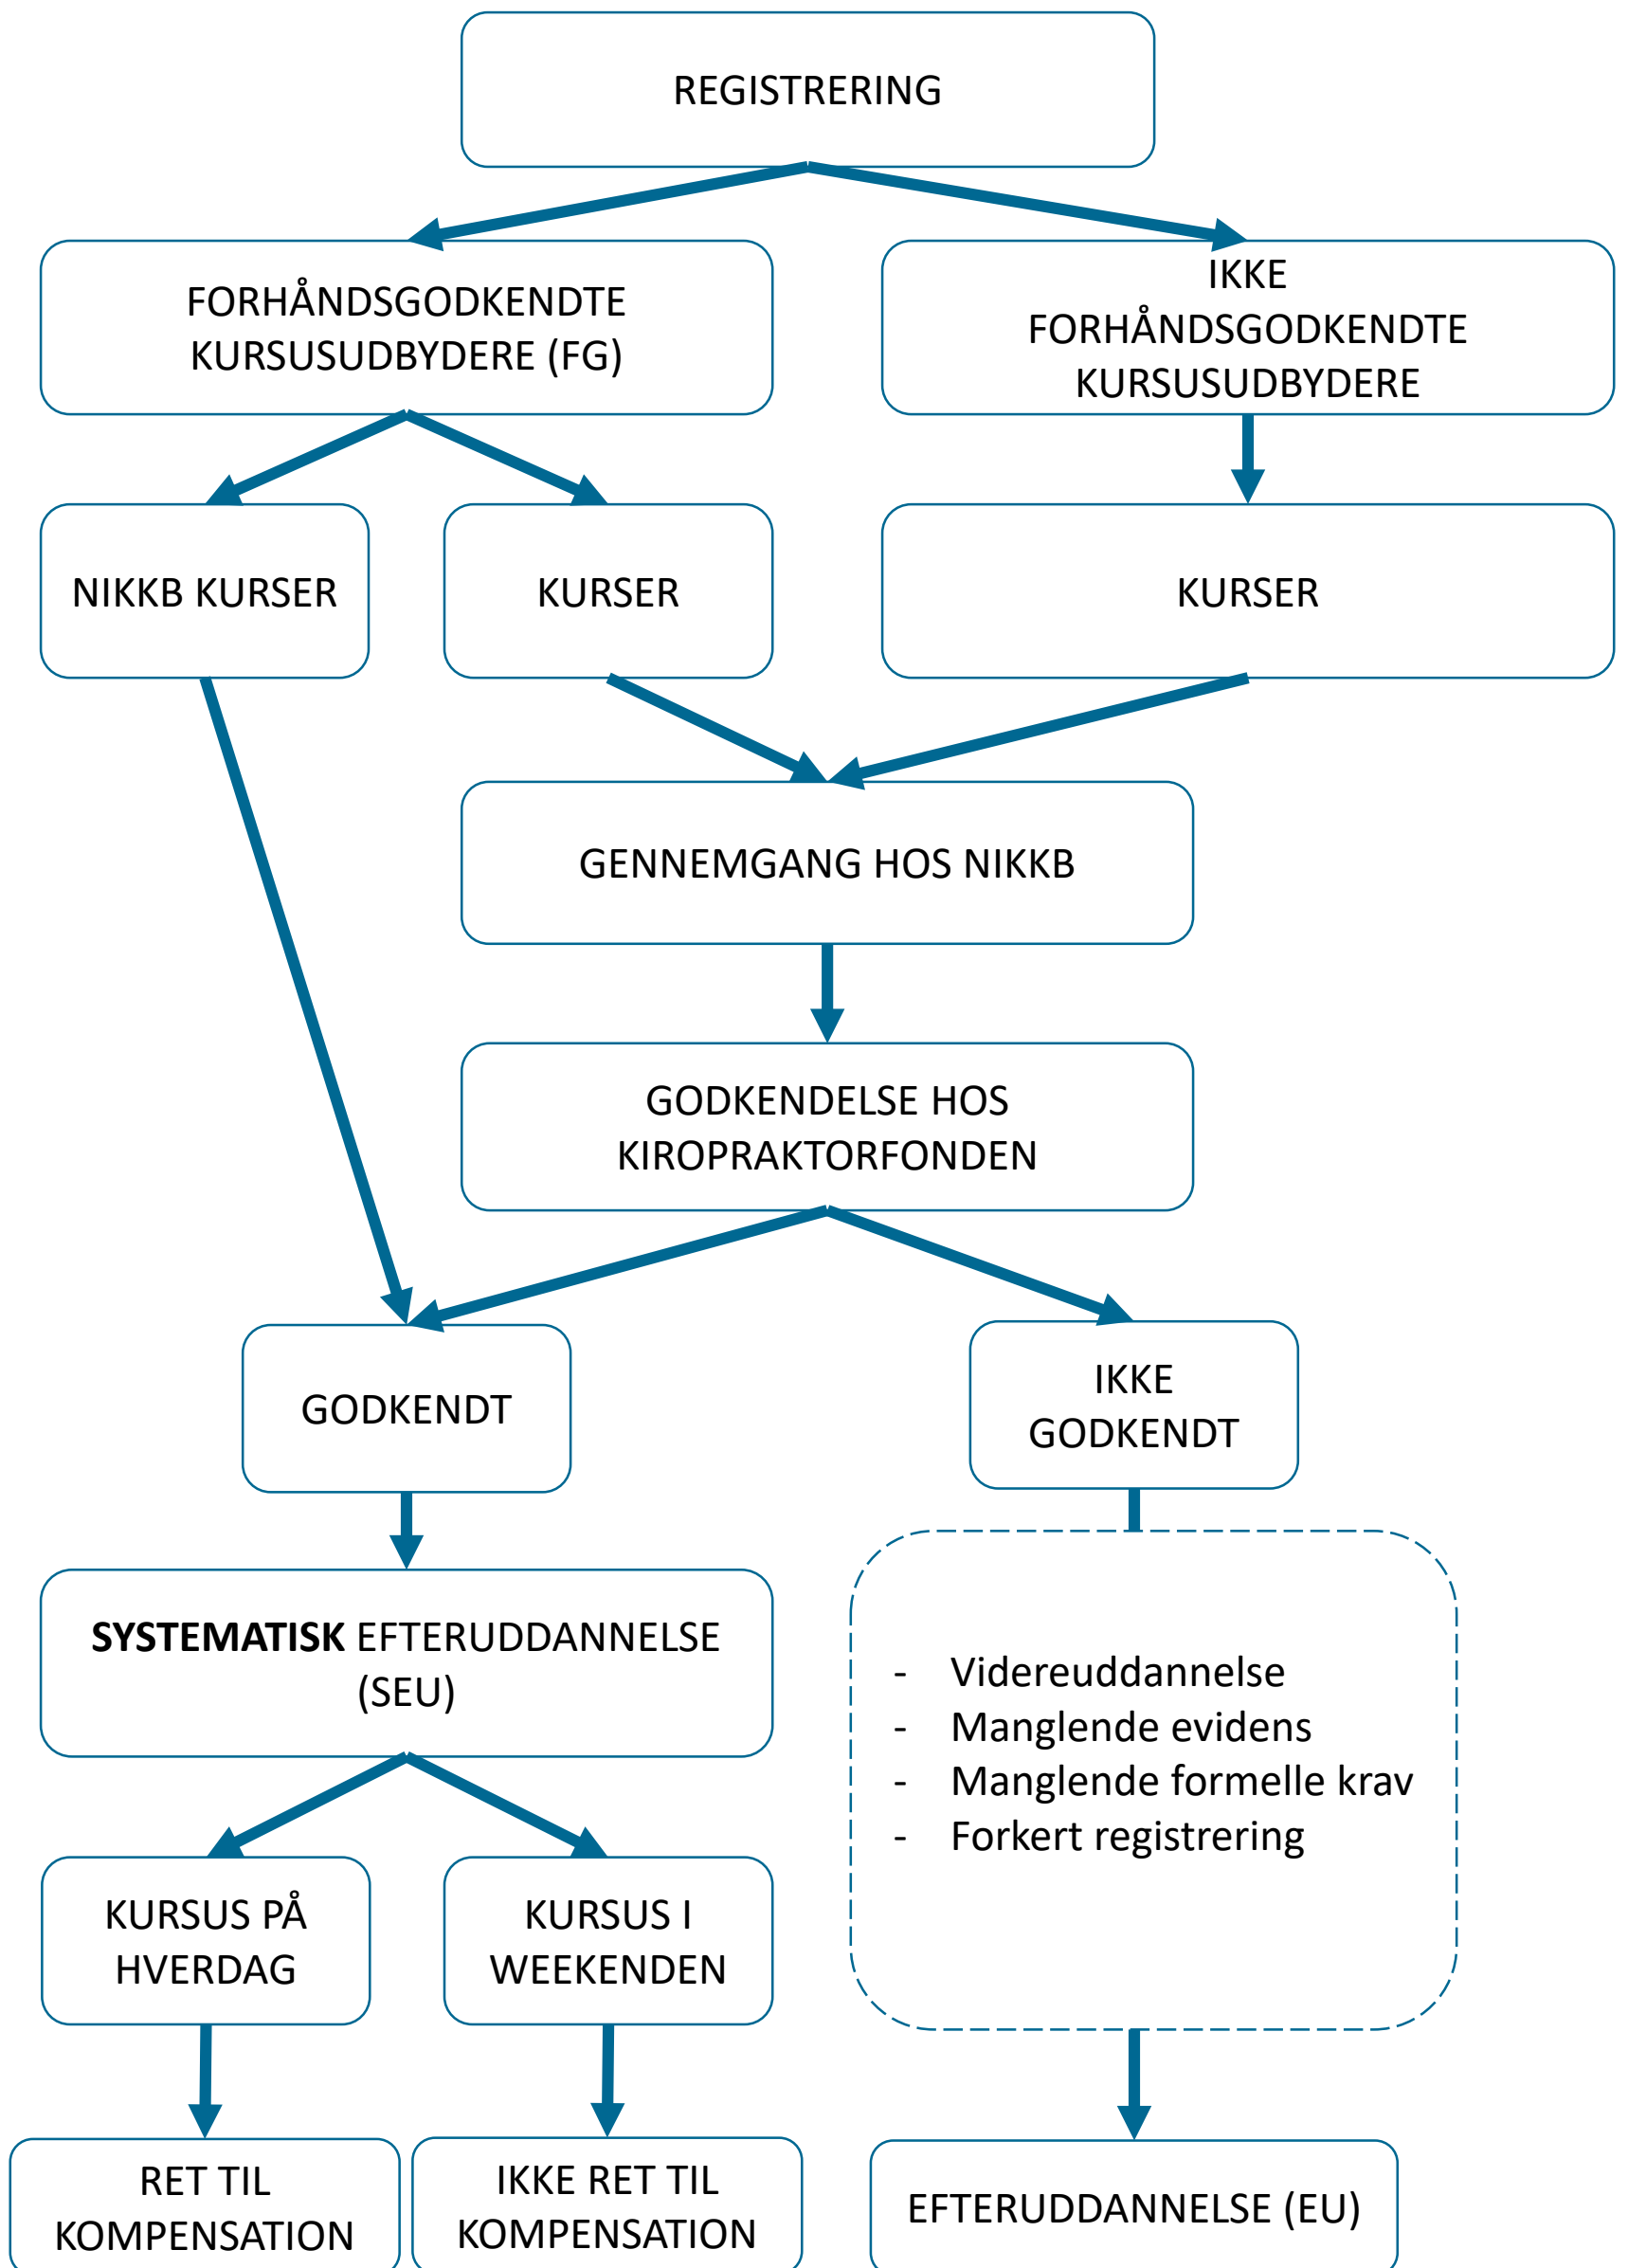 REGISTRERING
FORHÅNDSGODKENDTE
KURSUSUDBYDERE (FG)
IKKE
FORHÅNDSGODKENDTE
KURSUSUDBYDERE
NIKKB KURSER
KURSER
KURSER
GENNEMGANG HOS NIKKB
GODKENDELSE HOS
KIROPRAKTORFONDEN
GODKENDT
IKKE
GODKENDT
SYSTEMATISK EFTERUDDANNELSE
(SEU)
- Videreuddannelse
- Manglende evidens
- Manglende formelle krav
- Forkert registrering
KURSUS PÅ
HVERDAG
KURSUS I
WEEKENDEN
RET TIL
KOMPENSATION
IKKE RET TIL
KOMPENSATION
EFTERUDDANNELSE (EU)